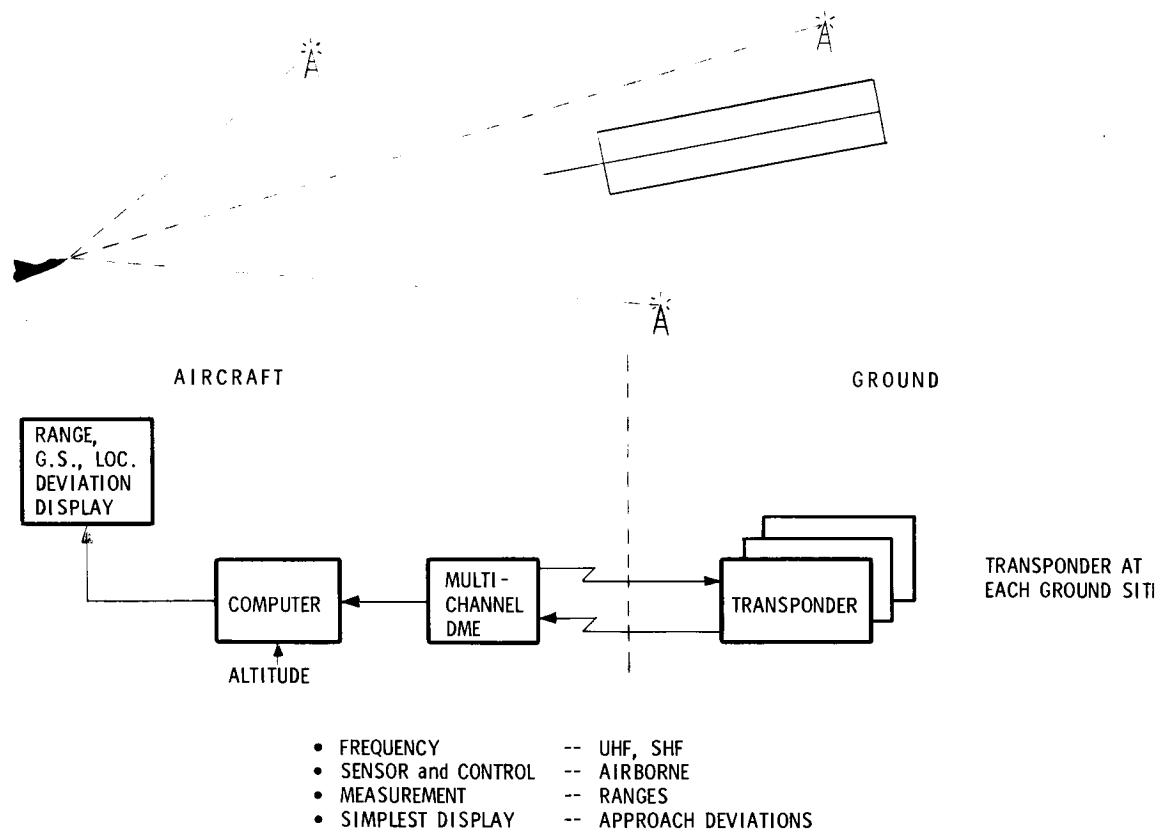 AIRCRAFT
GROUND
RANGE,
G.S., LOC.
DEVIATION
DISPLAY
COMPUTER
ALTITUDE
MULTI-
CHANNEL
DME
TRANSPONDER
TRANSPONDER AT
EACH GROUND SIT
• FREQUENCY -- UHF, SHF
• SENSOR and CONTROL -- AIRBORNE
• MEASUREMENT -- RANGES
• SIMPLEST DISPLAY -- APPROACH DEVIATIONS